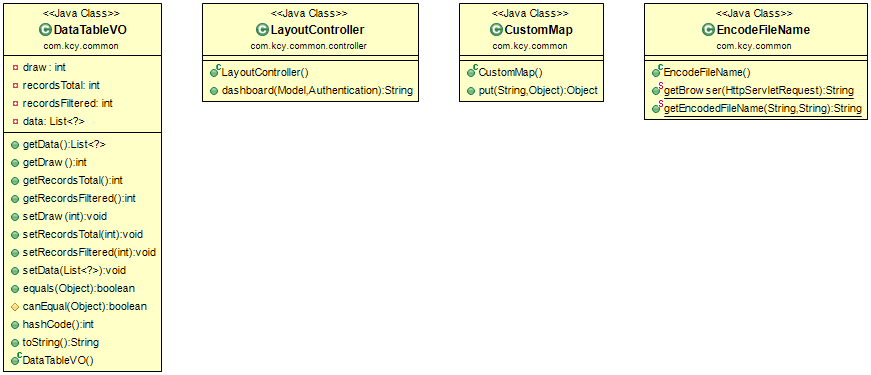 <<Java Class>>
DataTableVO
com.kcy.common
draw : int
recordsTotal: int
recordsFiltered: int
data: List<?>
getData():List<?>
getDraw():int
getRecordsTotal():int
getRecordsFiltered():int
setDraw(int):void
setRecordsTotal(int):void
setRecordsFiltered(int):void
setData(List<?>):void
equals(Object):boolean
canEqual(Object):boolean
hashCode():int
toString():String
DataTableVO()
<<Java Class>>
LayoutController
com.kcy.common.controller
LayoutController()
dashboard(Model,Authentication):String
<<Java Class>>
CustomMap
com.kcy.common
CustomMap()
put(String,Object):Object
<<Java Class>>
EncodeFileName
com.kcy.common
EncodeFileName()
getBrowser(HttpServletRequest):String
getEncodedFileName(String,String):String